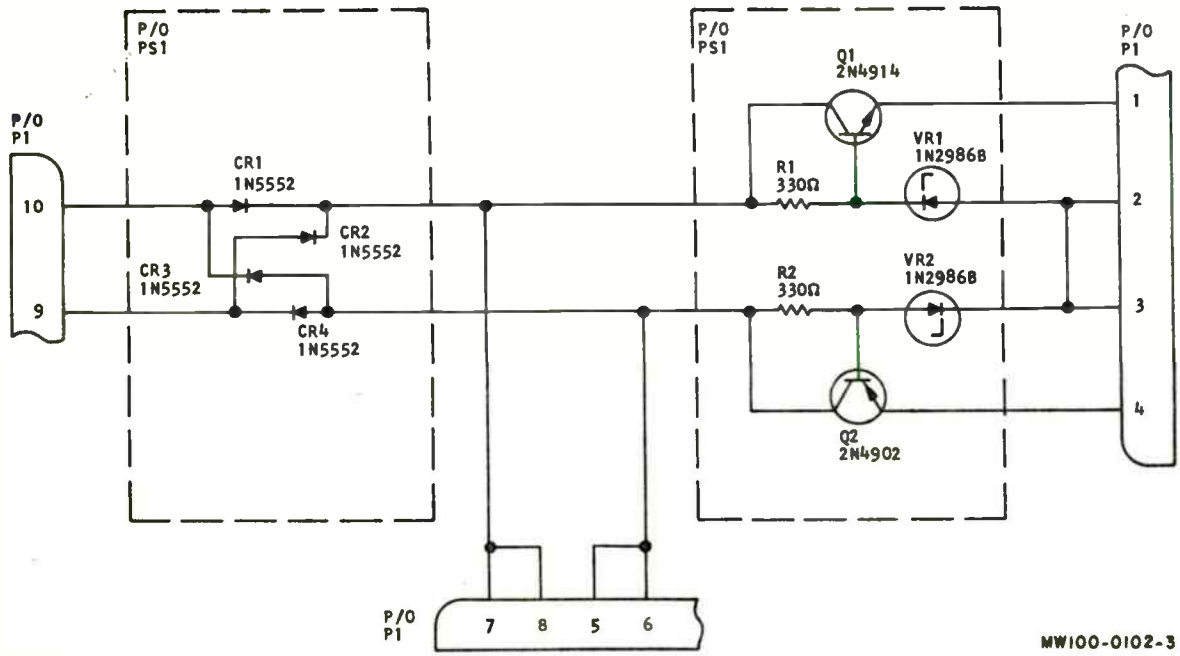 P/O
PS1
P/O
PS1
P/O
P1
Q1
2N4914
1
P/O
P1
CR1
1N5552
R1
330Ω
VR1
1N2986B
10
2
CR2
1N5552
CR3
1N5552
R2
330Ω
VR2
1N2986B
9
3
CR4
1N5552
4
Q2
2N4902
P/O
P1
7
8
5
6
MW100-0102-3